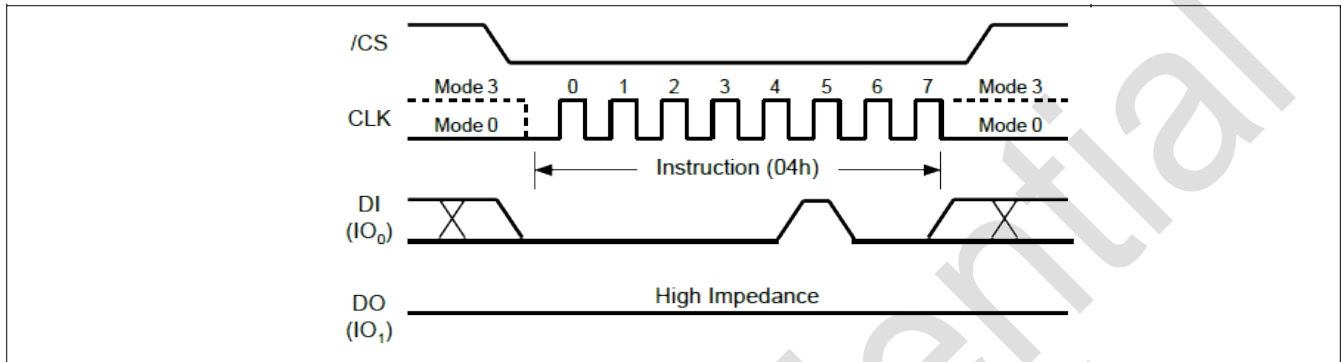 /CS
Mode 3 0 1 2 3 4 5 6 7 Mode 3
CLK
Mode 0 Mode 0
Instruction (04h)
DI
(IO₀)
High Impedance
DO
(IO₁)
ential